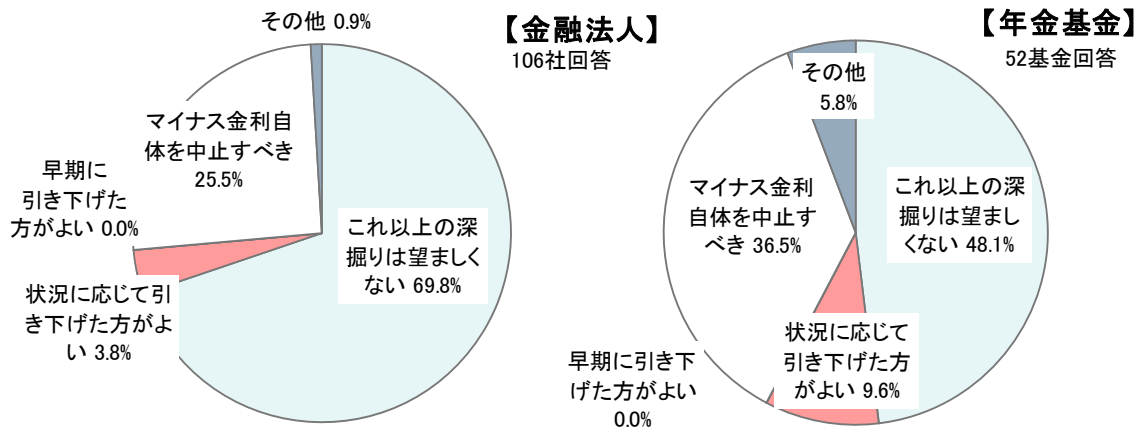 【金融法人】
106社回答
その他 0.9%
マイナス金利自
体を中止すべき
25.5%
早期に
引き下げた
方がよい 0.0%
状況に応じて引
き下げた方がよ
い 3.8%
これ以上の深
掘りは望ましく
ない 69.8%
【年金基金】
52基金回答
その他
5.8%
マイナス金利
自体を中止す
べき 36.5%
早期に引き下
げた方がよい
0.0%
状況に応じて
引き下げた方
がよい 9.6%
これ以上の深
掘りは望まし
くない 48.1%